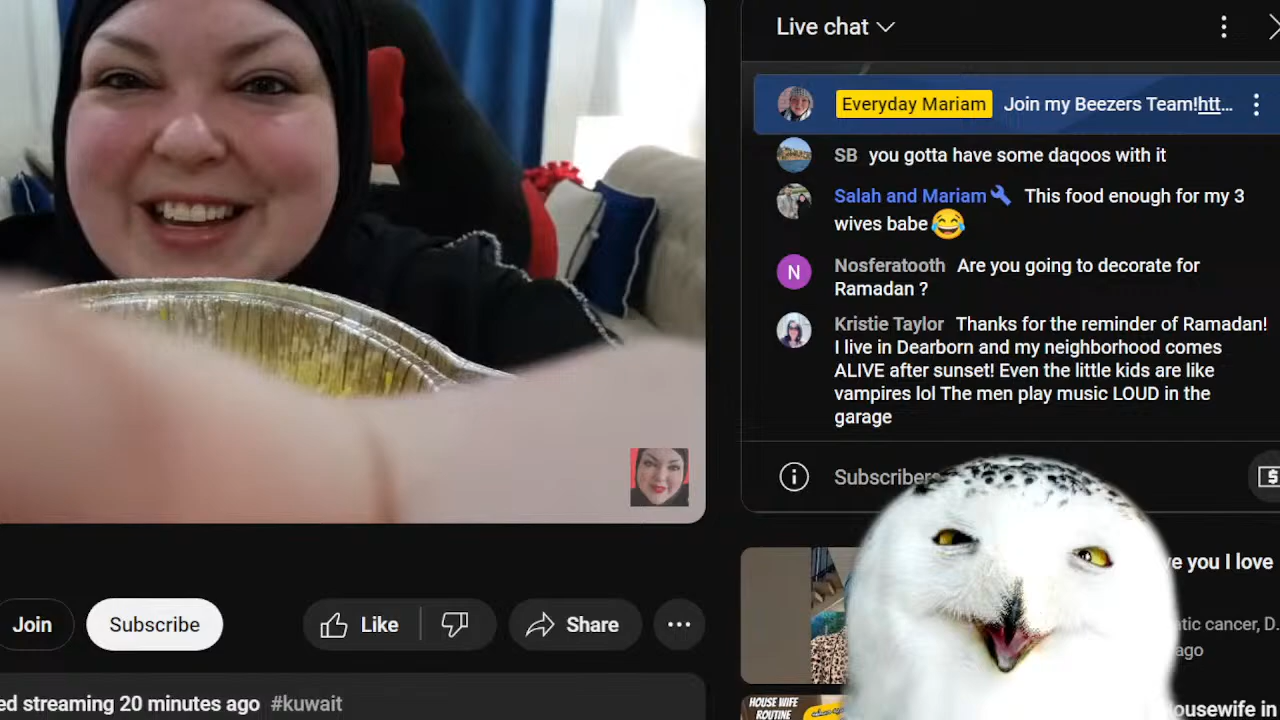 Live chat
Everyday Mariam Join my Beezers Team!htt...
SB you gotta have some daqoos with it
Salah and Mariam This food enough for my 3
wives babe😂
N Nosferatooth Are you going to decorate for
Ramadan ?
Kristie Taylor Thanks for the reminder of Ramadan!
I live in Dearborn and my neighborhood comes
ALIVE after sunset! Even the little kids are like
vampires lol The men play music LOUD in the
garage
Subscribers
$
Join
Subscribe
Like
Share
ed streaming 20 minutes ago #kuwait
ve you I love
tic cancer, D...
ago
HOUSE WIFE
ROUTINE
ousewife in